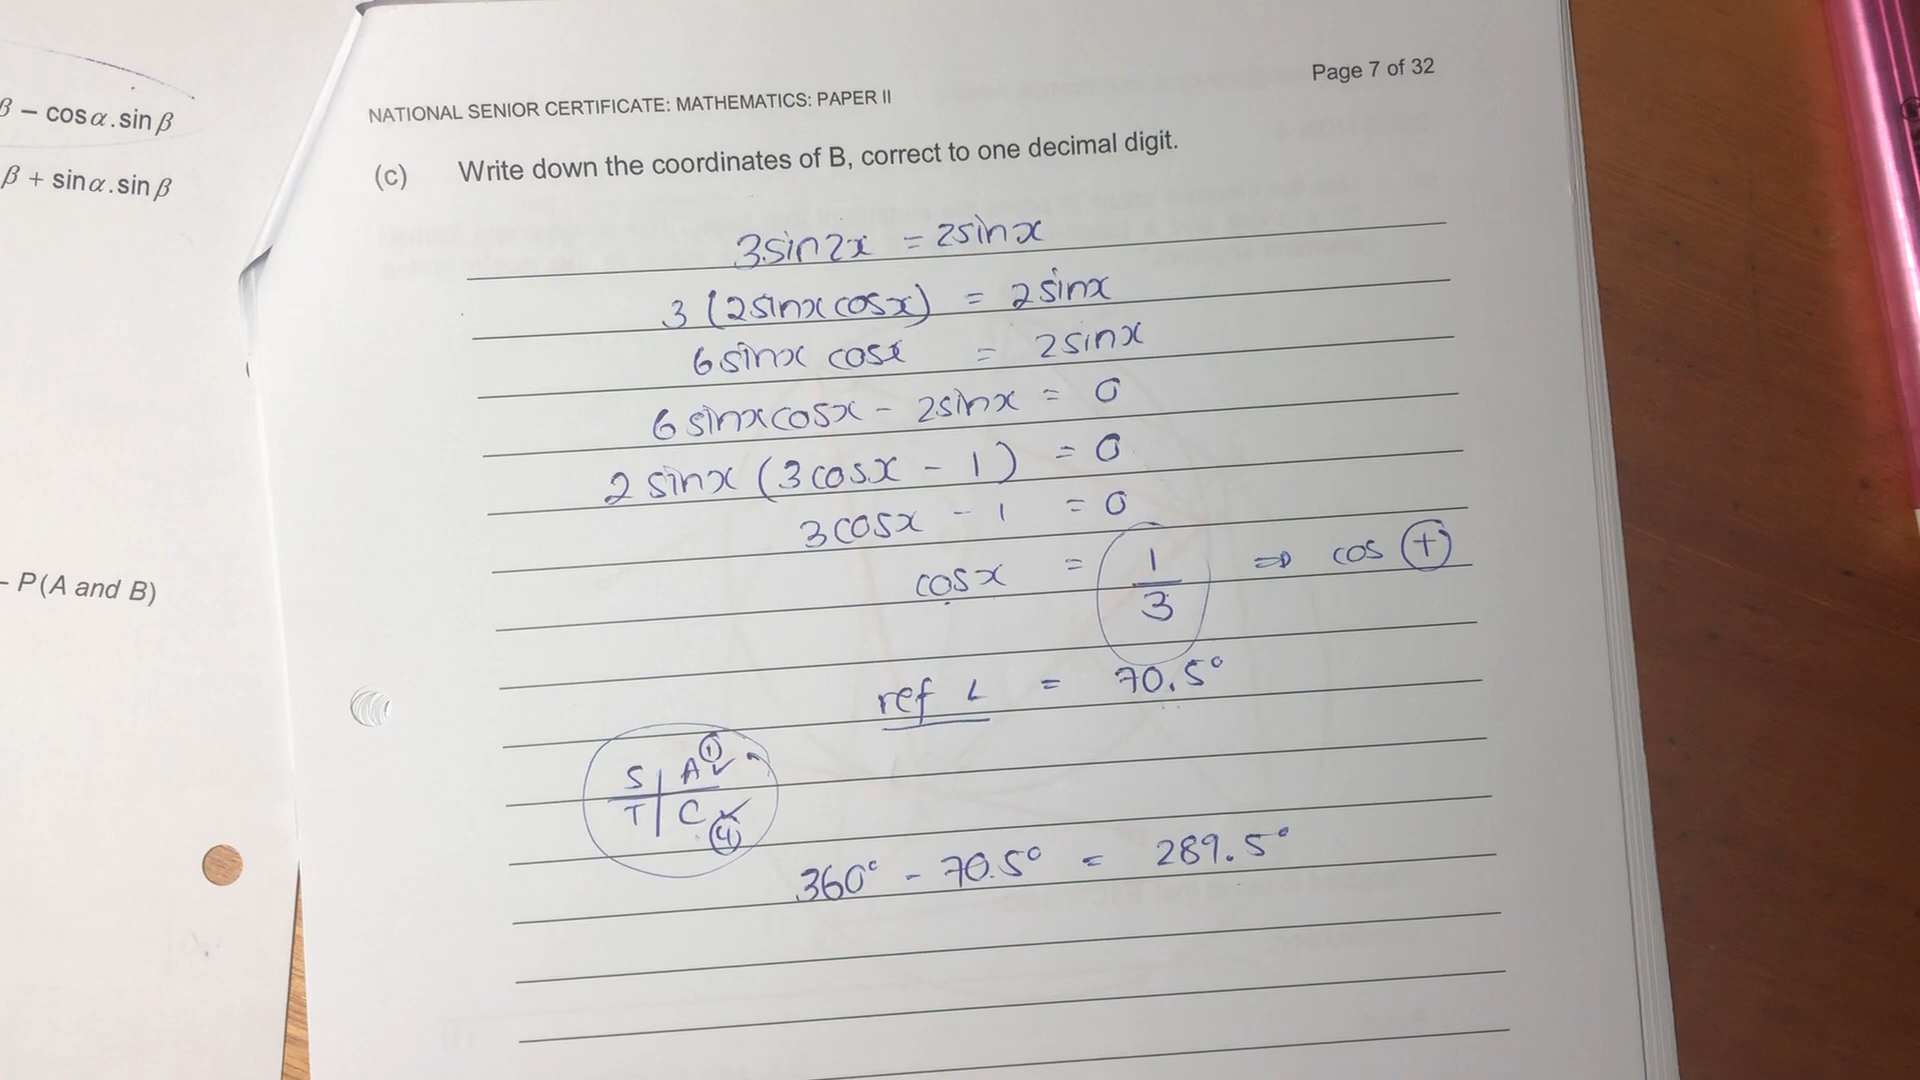 β – cosα.sinβ
β + sinα.sinβ
– P(A and B)
Page 7 of 32
NATIONAL SENIOR CERTIFICATE: MATHEMATICS: PAPER II
(c) Write down the coordinates of B, correct to one decimal digit.
3sin2x = 2sinx
3 (2sinx cosx) = 2sinx
6sinx cosx = 2sinx
6sinxcosx - 2sinx = 0
2sinx (3cosx - 1) = 0
3cosx - 1 = 0
cosx = 1/3 ⇒ cos (+)
ref ∠ = 70.5°
S | A ① ✓
T | C ✓ ④
360° - 70.5° = 289.5°